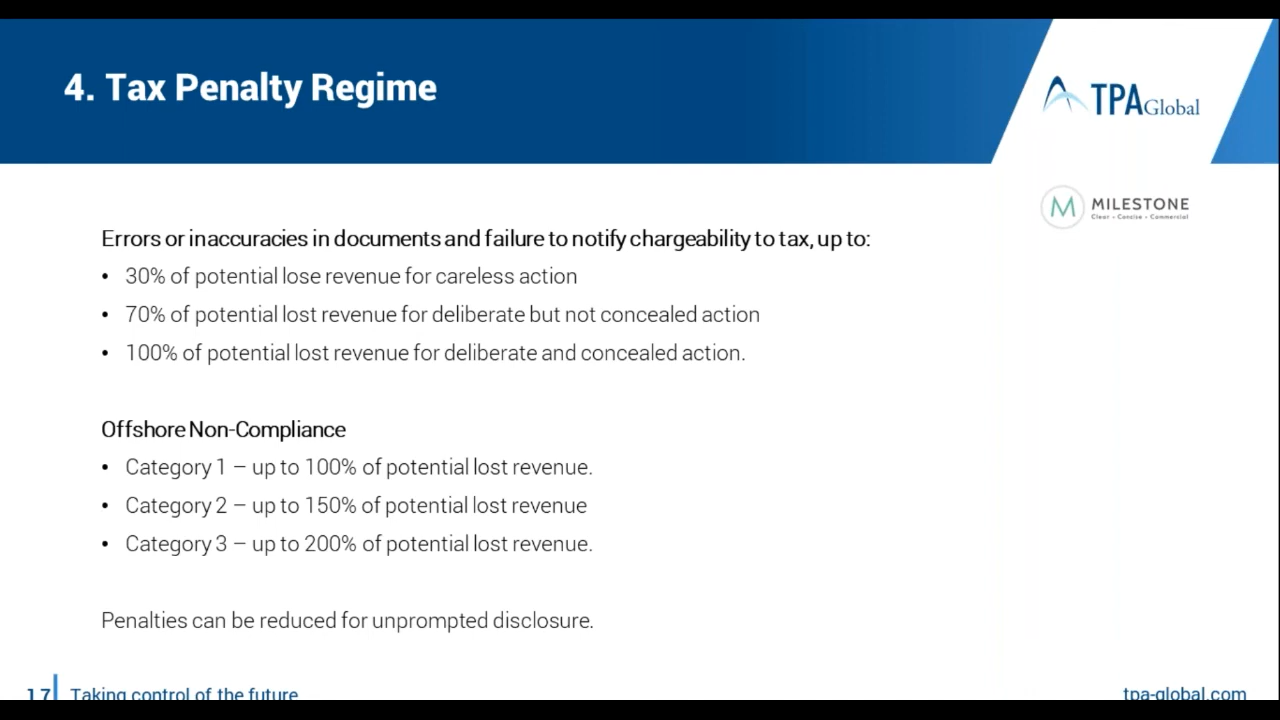 4. Tax Penalty Regime
TPA Global
MILESTONE
Clear • Concise • Commercial
Errors or inaccuracies in documents and failure to notify chargeability to tax, up to:
• 30% of potential lose revenue for careless action
• 70% of potential lost revenue for deliberate but not concealed action
• 100% of potential lost revenue for deliberate and concealed action.
Offshore Non-Compliance
• Category 1 – up to 100% of potential lost revenue.
• Category 2 – up to 150% of potential lost revenue
• Category 3 – up to 200% of potential lost revenue.
Penalties can be reduced for unprompted disclosure.
17 Taking control of the future
tpa-global.com